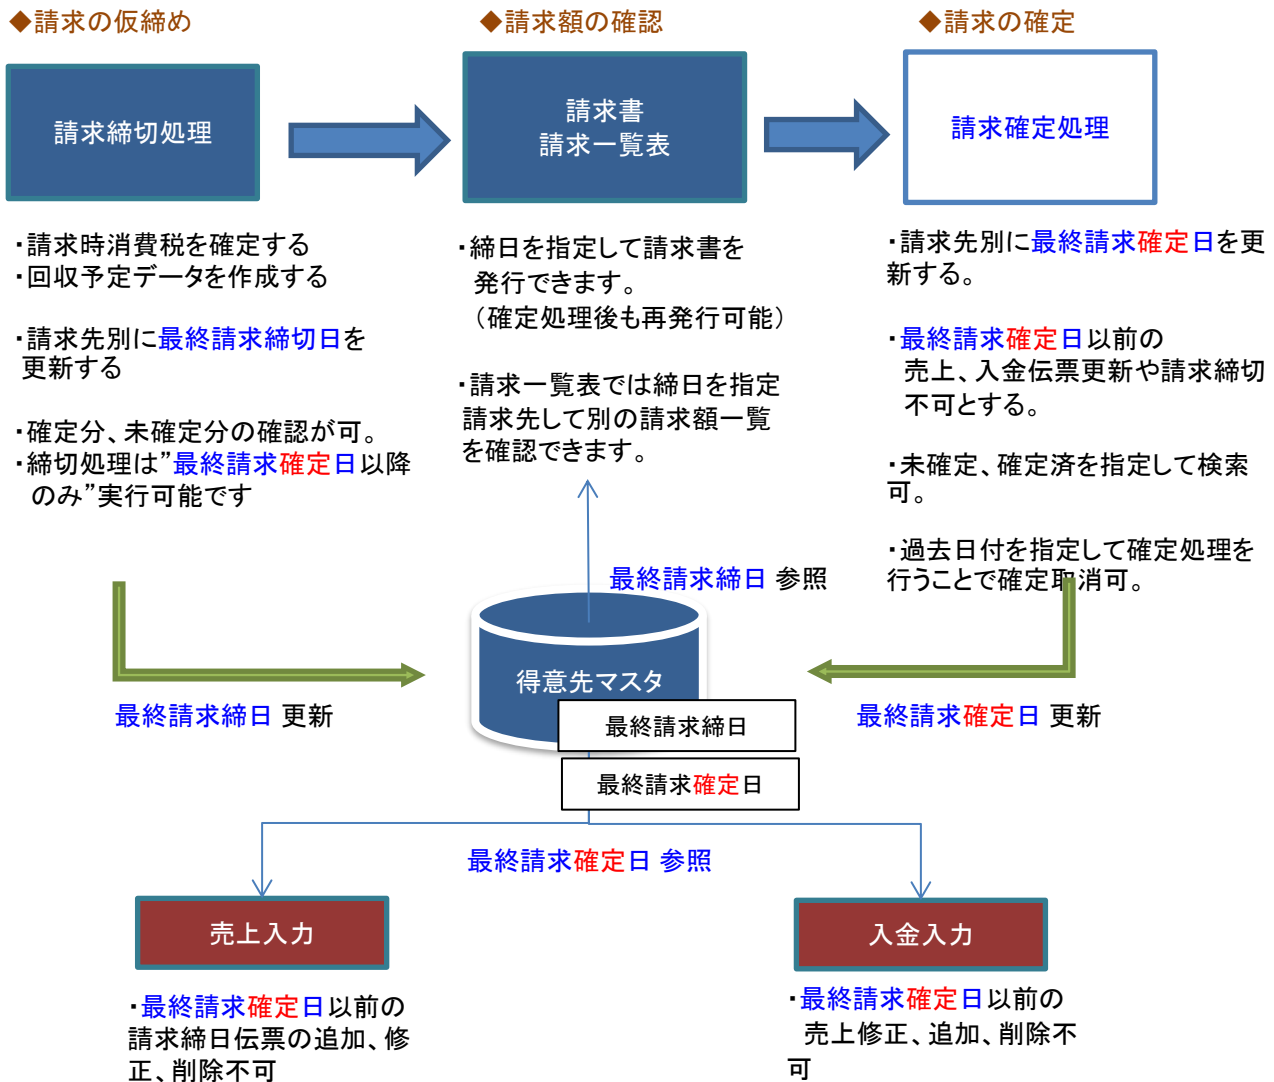 ◆請求の仮締め
◆請求額の確認
◆請求の確定
請求締切処理
請求書
請求一覧表
請求確定処理
・請求時消費税を確定する
・回収予定データを作成する
・請求先別に最終請求締切日を
更新する
・確定分、未確定分の確認が可。
・締切処理は”最終請求確定日以降
のみ”実行可能です
・締日を指定して請求書を
発行できます。
（確定処理後も再発行可能）
・請求一覧表では締日を指定
請求先して別の請求額一覧
を確認できます。
・請求先別に最終請求確定日を更
新する。
・最終請求確定日以前の
売上、入金伝票更新や請求締切
不可とする。
・未確定、確定済を指定して検索
可。
・過去日付を指定して確定処理を
行うことで確定取消可。
最終請求締日 参照
得意先マスタ
最終請求締日 更新
最終請求締日
最終請求確定日
最終請求確定日 更新
最終請求確定日 参照
売上入力
入金入力
・最終請求確定日以前の
請求締日伝票の追加、修
正、削除不可
・最終請求確定日以前の
売上修正、追加、削除不
可